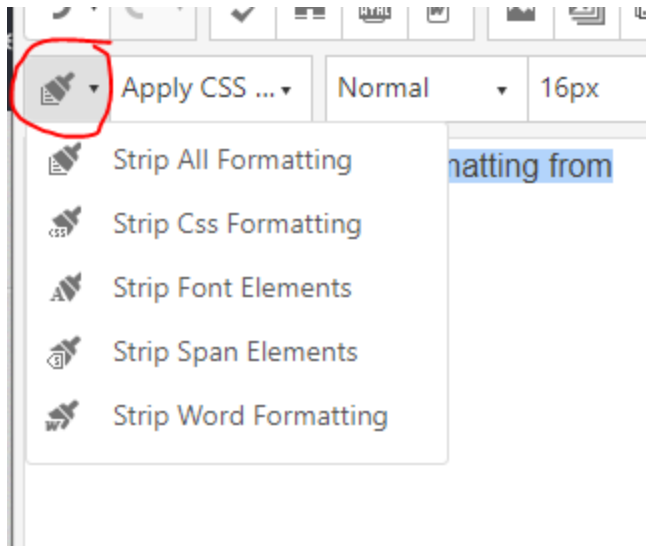 Apply CSS ... Normal 16px
Strip All Formatting
matting from
Strip Css Formatting
Strip Font Elements
Strip Span Elements
Strip Word Formatting